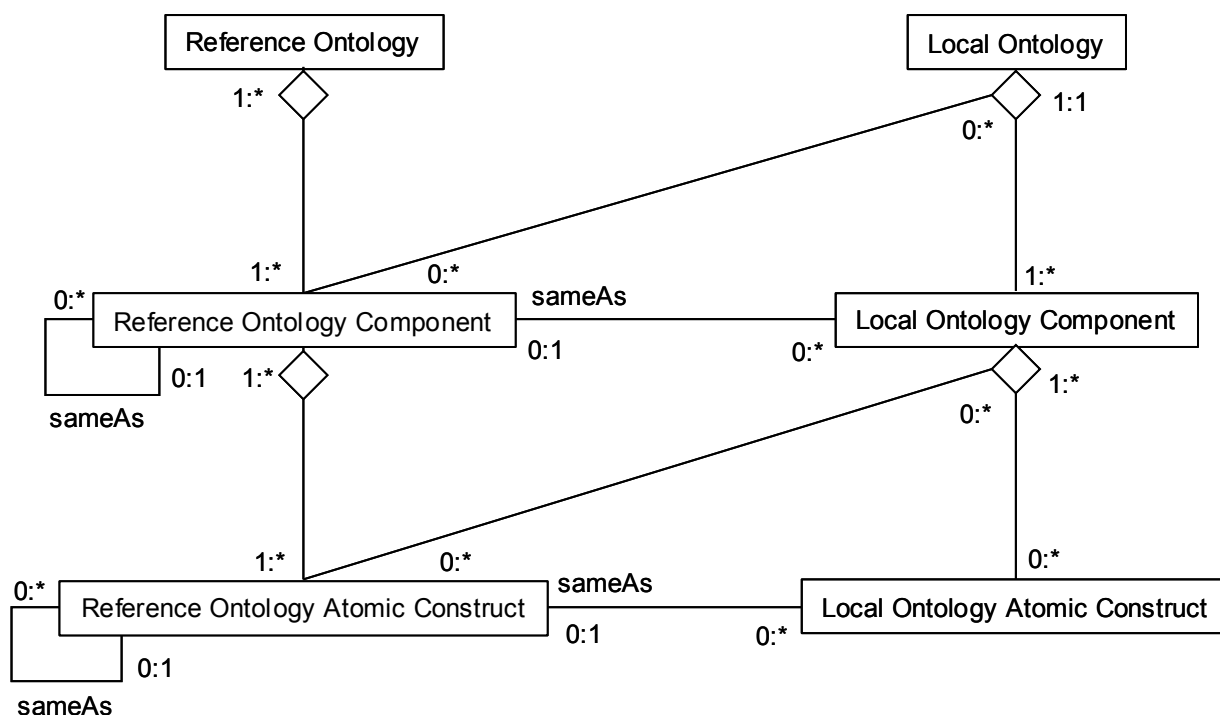 Reference Ontology
Local Ontology
1:*
1:1
0:*
1:*
0:*
1:*
0:*
sameAs
Reference Ontology Component
Local Ontology Component
0:1
0:*
0:1
1:*
1:*
sameAs
0:*
1:*
0:*
0:*
0:*
sameAs
Reference Ontology Atomic Construct
Local Ontology Atomic Construct
0:1
0:*
0:1
sameAs